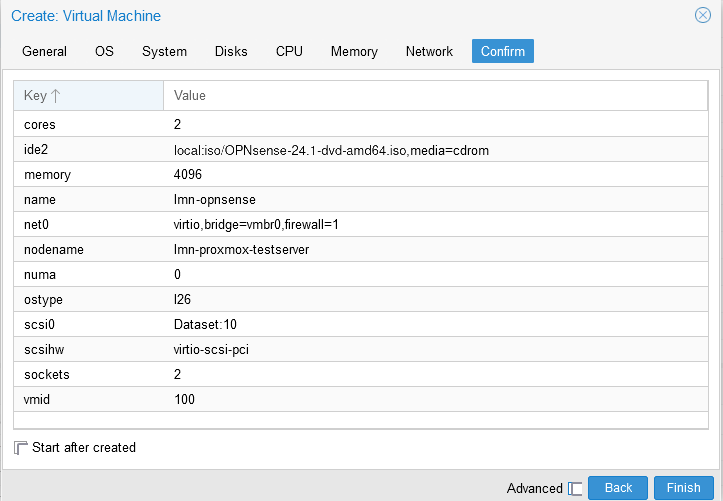 Create: Virtual Machine
General OS System Disks CPU Memory Network Confirm
Key Value
cores 2
ide2 local:iso/OPNsense-24.1-dvd-amd64.iso,media=cdrom
memory 4096
name lmn-opnsense
net0 virtio,bridge=vmbr0,firewall=1
nodename lmn-proxmox-testserver
numa 0
ostype l26
scsi0 Dataset:10
scsihw virtio-scsi-pci
sockets 2
vmid 100
Start after created
Advanced Back Finish